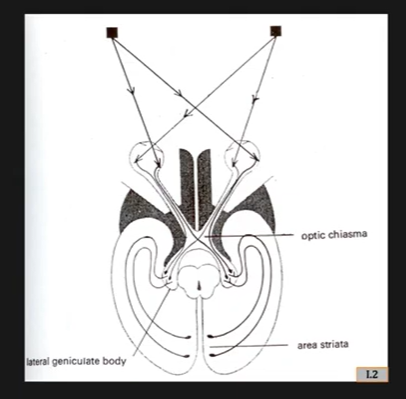 optic chiasma
area striata
lateral geniculate body
1.2